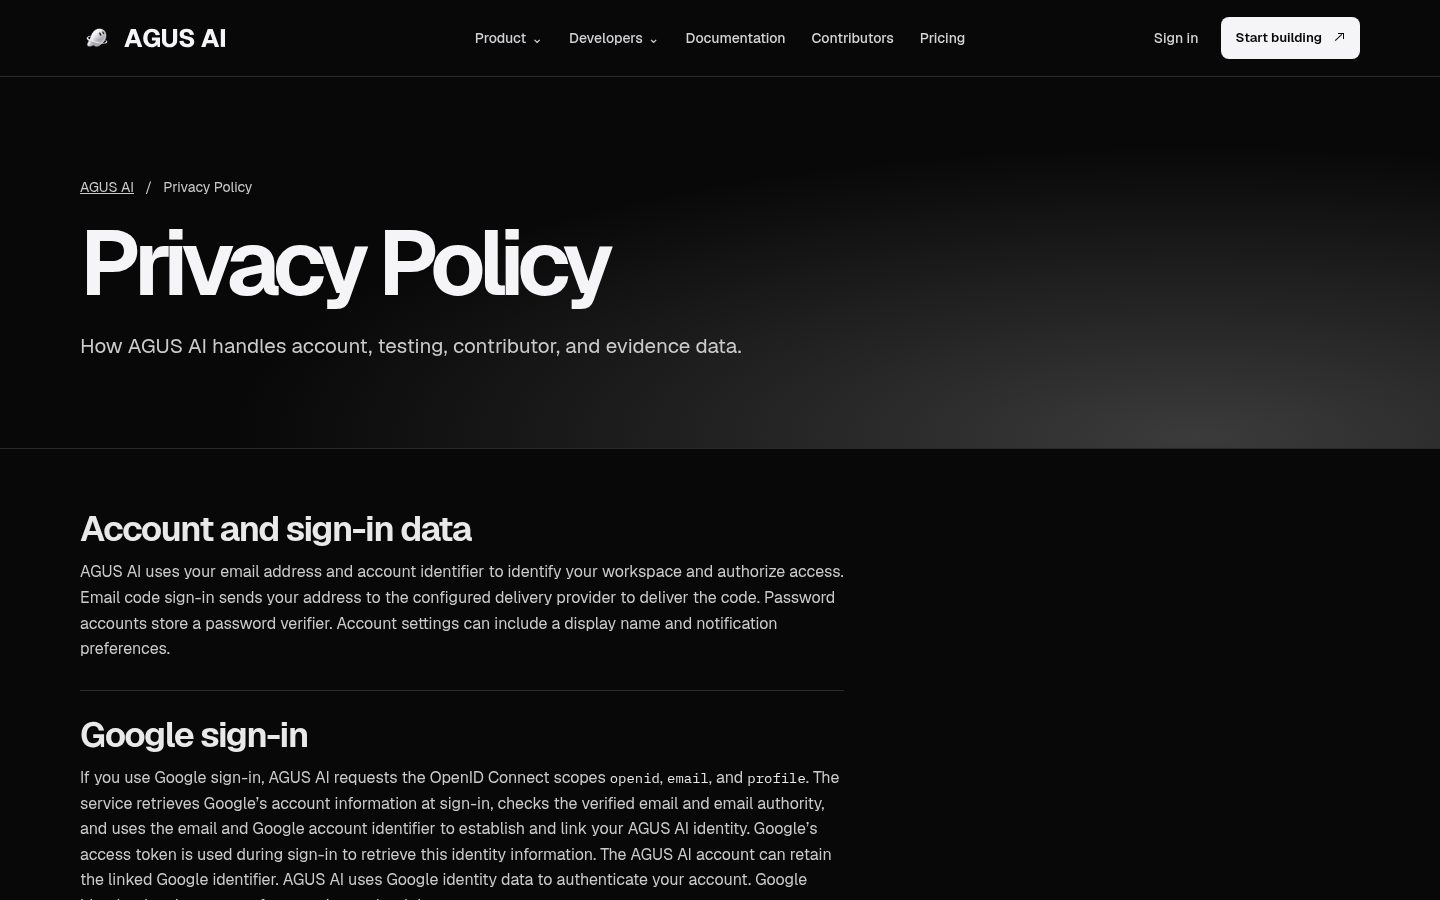 AGUS AI
Product
Developers
Documentation
Contributors
Pricing
Sign in
Start building
AGUS AI / Privacy Policy
Privacy Policy
How AGUS AI handles account, testing, contributor, and evidence data.
Account and sign-in data
AGUS AI uses your email address and account identifier to identify your workspace and authorize access.
Email code sign-in sends your address to the configured delivery provider to deliver the code. Password
accounts store a password verifier. Account settings can include a display name and notification
preferences.
Google sign-in
If you use Google sign-in, AGUS AI requests the OpenID Connect scopes openid, email, and profile. The
service retrieves Google’s account information at sign-in, checks the verified email and email authority,
and uses the email and Google account identifier to establish and link your AGUS AI identity. Google’s
access token is used during sign-in to retrieve this identity information. The AGUS AI account can retain
the linked Google identifier. AGUS AI uses Google identity data to authenticate your account. Google